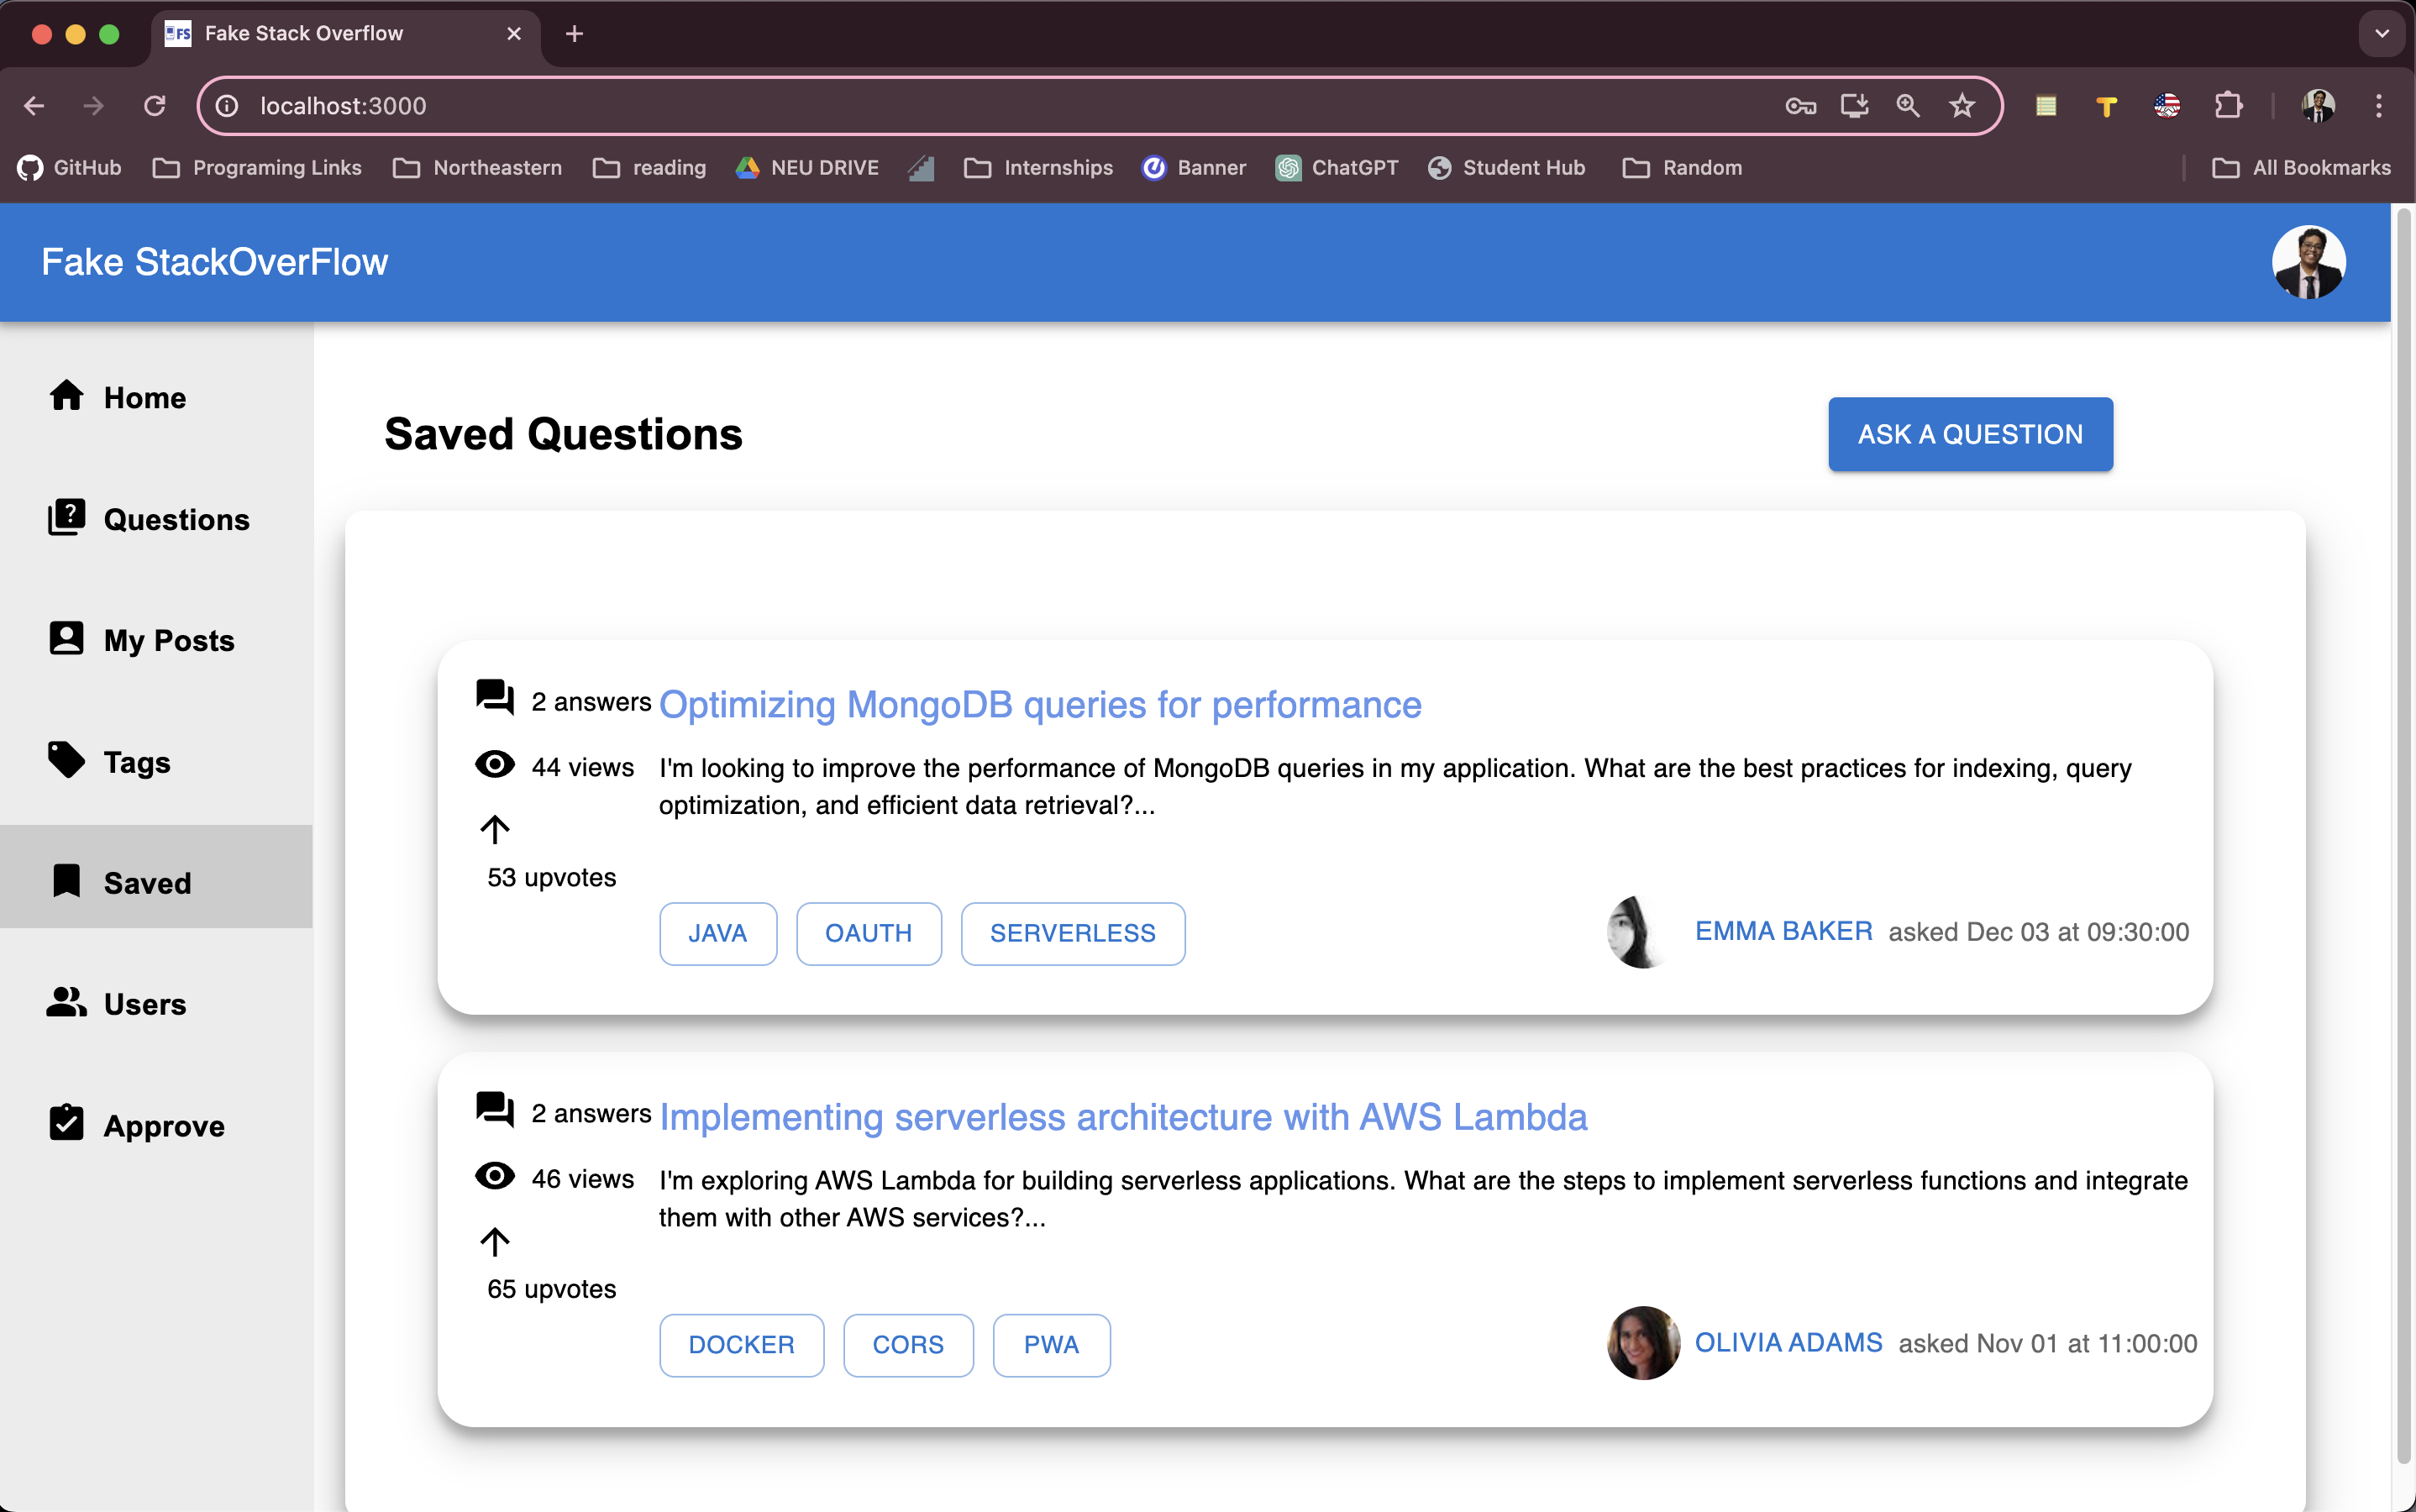 FS Fake Stack Overflow
localhost:3000
GitHub Programing Links Northeastern reading NEU DRIVE Internships Banner ChatGPT Student Hub Random All Bookmarks
Fake StackOverFlow
Home
Questions
My Posts
Tags
Saved
Users
Approve
Saved Questions
ASK A QUESTION
2 answers Optimizing MongoDB queries for performance
44 views I'm looking to improve the performance of MongoDB queries in my application. What are the best practices for indexing, query
optimization, and efficient data retrieval?...
53 upvotes
JAVA OAUTH SERVERLESS EMMA BAKER asked Dec 03 at 09:30:00
2 answers Implementing serverless architecture with AWS Lambda
46 views I'm exploring AWS Lambda for building serverless applications. What are the steps to implement serverless functions and integrate
them with other AWS services?...
65 upvotes
DOCKER CORS PWA OLIVIA ADAMS asked Nov 01 at 11:00:00